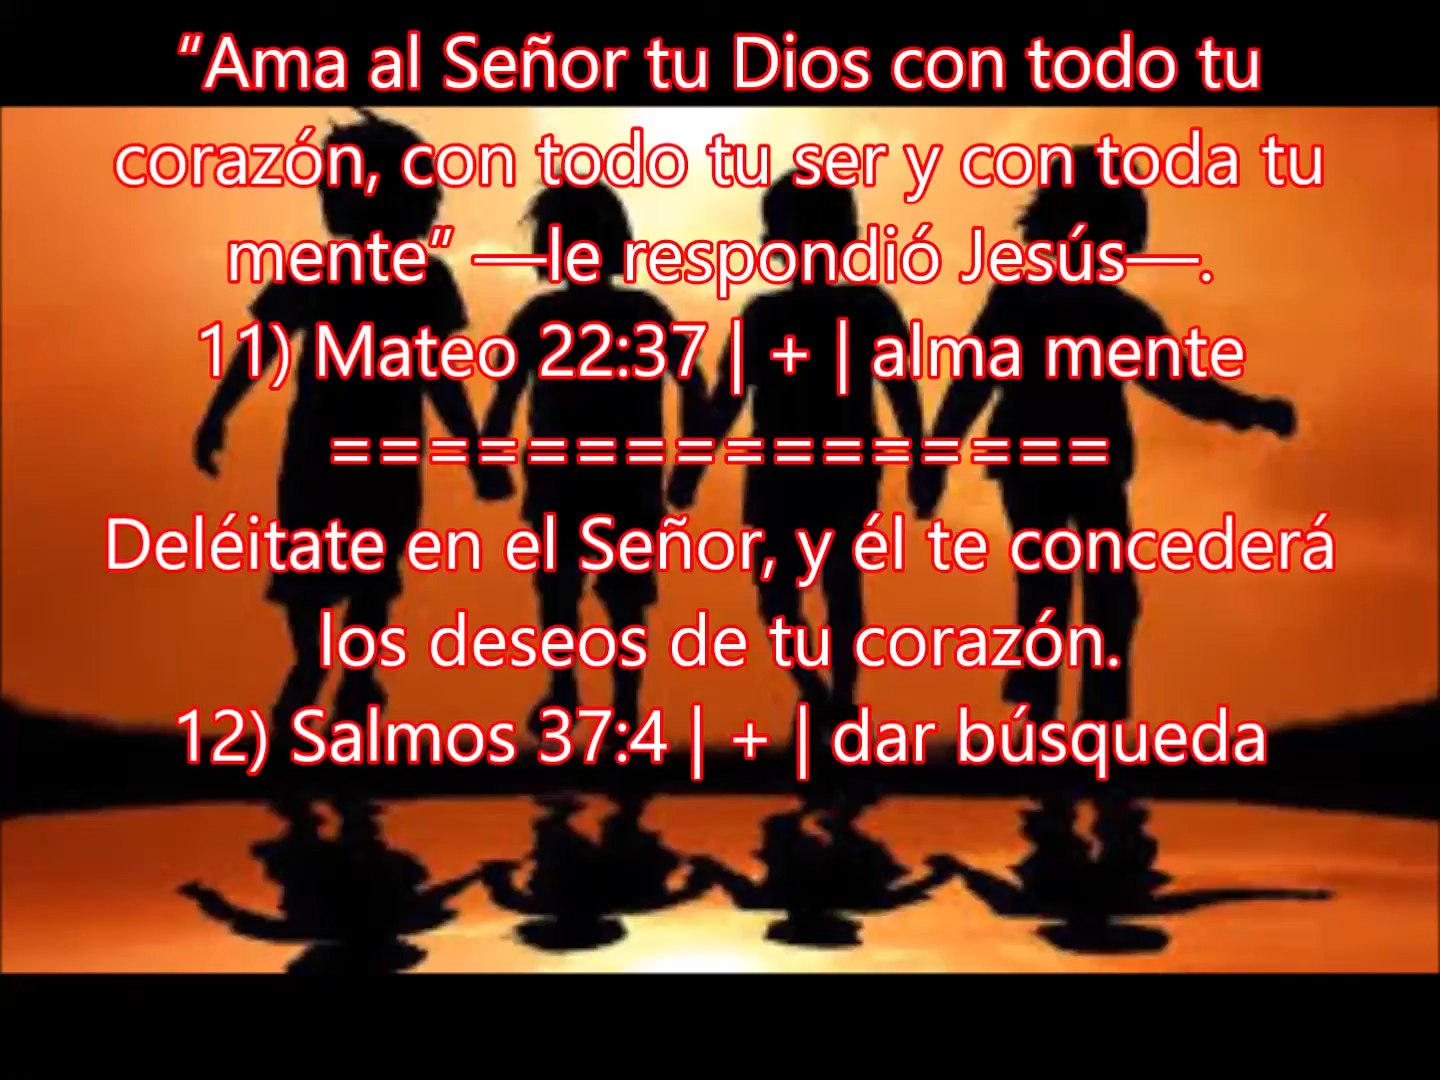 “Ama al Señor tu Dios con todo tu
corazón, con todo tu ser y con toda tu
mente” —le respondió Jesús—.
11) Mateo 22:37 | + | alma mente
================
Deléitate en el Señor, y él te concederá
los deseos de tu corazón.
12) Salmos 37:4 | + | dar búsqueda